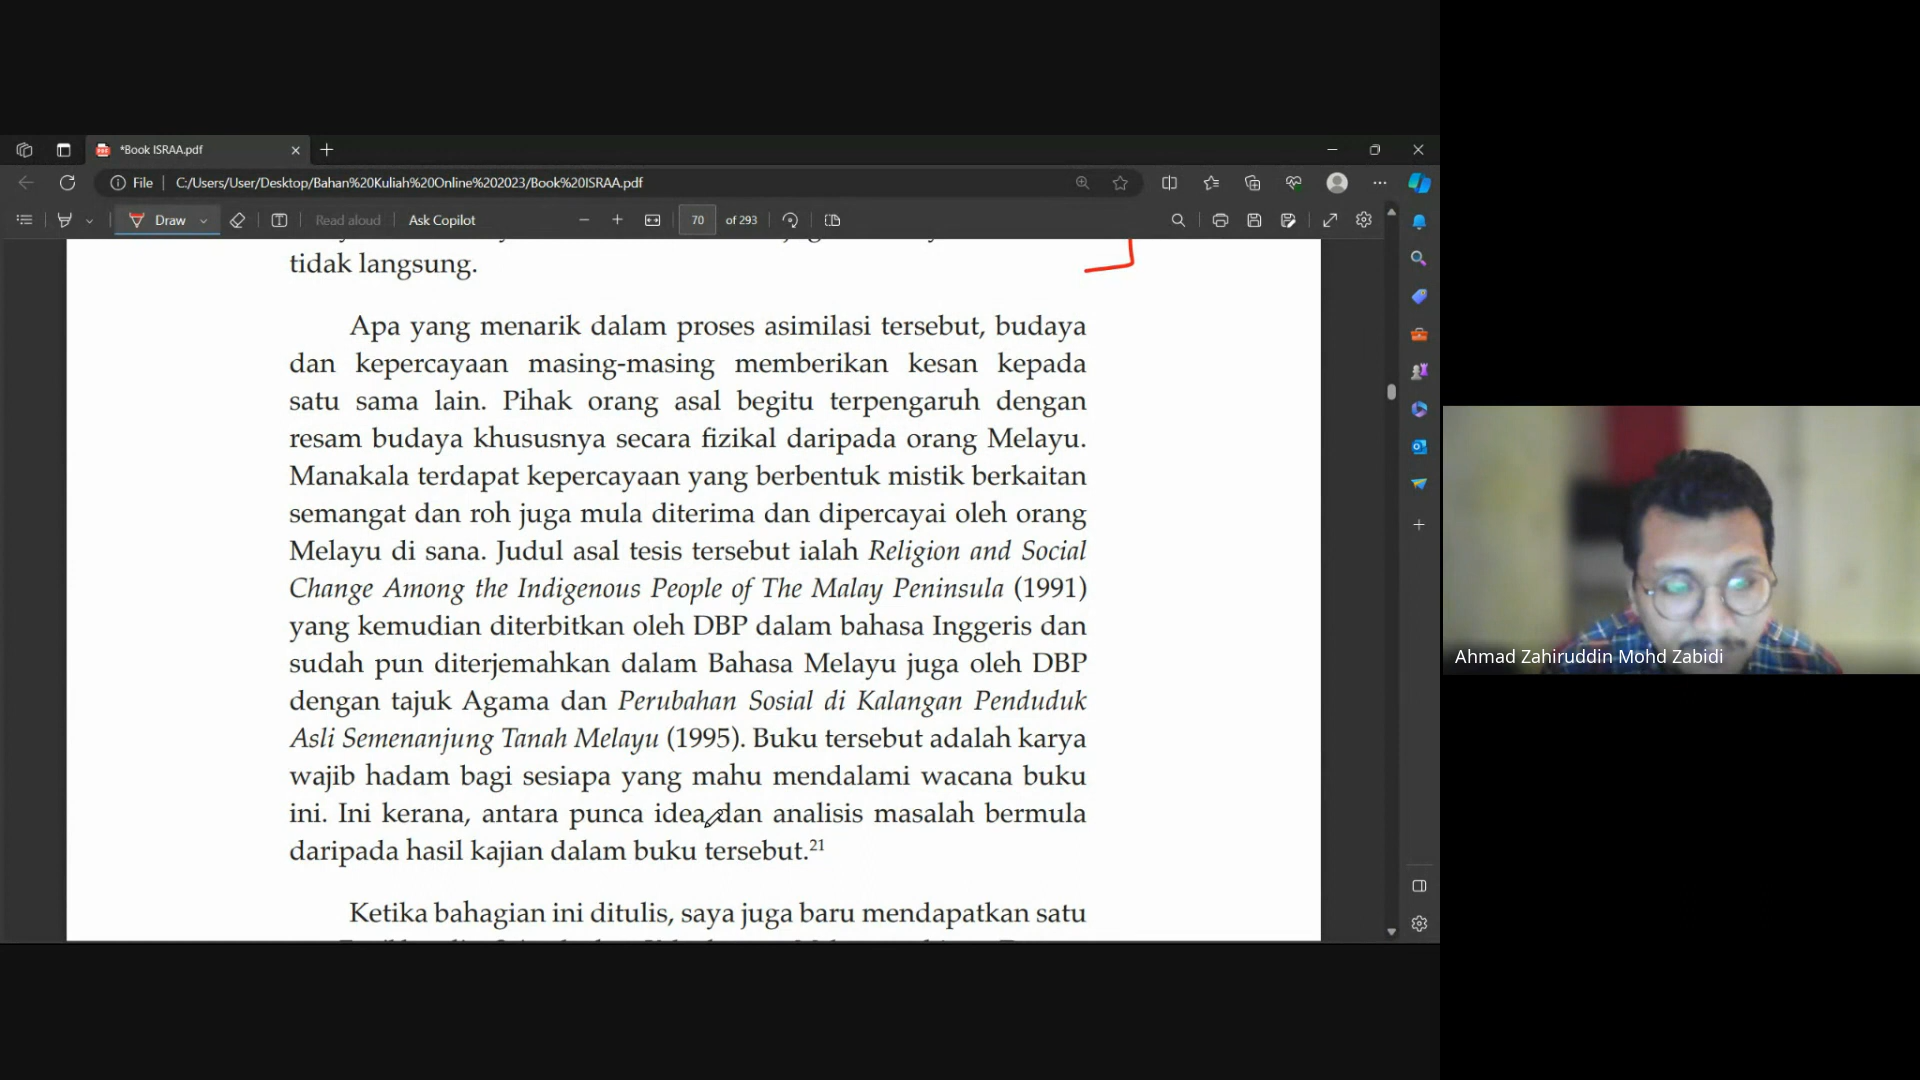 *Book ISRAA.pdf
File
C:/Users/User/Desktop/Bahan%20Kuliah%20Online%202023/Book%20ISRAA.pdf
Draw
Read aloud
Ask Copilot
70 of 293
tidak langsung.
Apa yang menarik dalam proses asimilasi tersebut, budaya
dan kepercayaan masing-masing memberikan kesan kepada
satu sama lain. Pihak orang asal begitu terpengaruh dengan
resam budaya khususnya secara fizikal daripada orang Melayu.
Manakala terdapat kepercayaan yang berbentuk mistik berkaitan
semangat dan roh juga mula diterima dan dipercayai oleh orang
Melayu di sana. Judul asal tesis tersebut ialah Religion and Social
Change Among the Indigenous People of The Malay Peninsula (1991)
yang kemudian diterbitkan oleh DBP dalam bahasa Inggeris dan
sudah pun diterjemahkan dalam Bahasa Melayu juga oleh DBP
dengan tajuk Agama dan Perubahan Sosial di Kalangan Penduduk
Asli Semenanjung Tanah Melayu (1995). Buku tersebut adalah karya
wajib hadam bagi sesiapa yang mahu mendalami wacana buku
ini. Ini kerana, antara punca idea dan analisis masalah bermula
daripada hasil kajian dalam buku tersebut.21
Ketika bahagian ini ditulis, saya juga baru mendapatkan satu
Ahmad Zahiruddin Mohd Zabidi